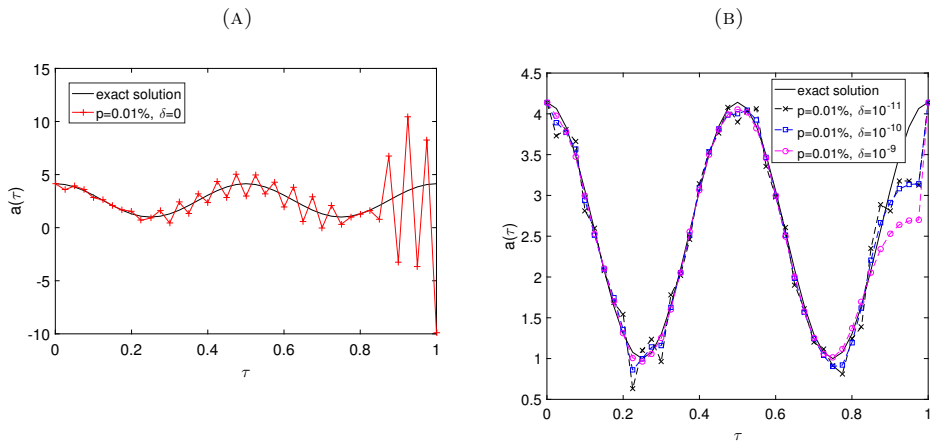 (A)
(B)
15
10
5
0
-5
-10
a(τ)
0
0.2
0.4
0.6
0.8
1
τ
exact solution
p=0.01%, δ=0
4.5
4
3.5
3
2.5
2
1.5
1
0.5
a(τ)
0
0.2
0.4
0.6
0.8
1
τ
exact solution
p=0.01%, δ=10⁻¹¹
p=0.01%, δ=10⁻¹⁰
p=0.01%, δ=10⁻⁹